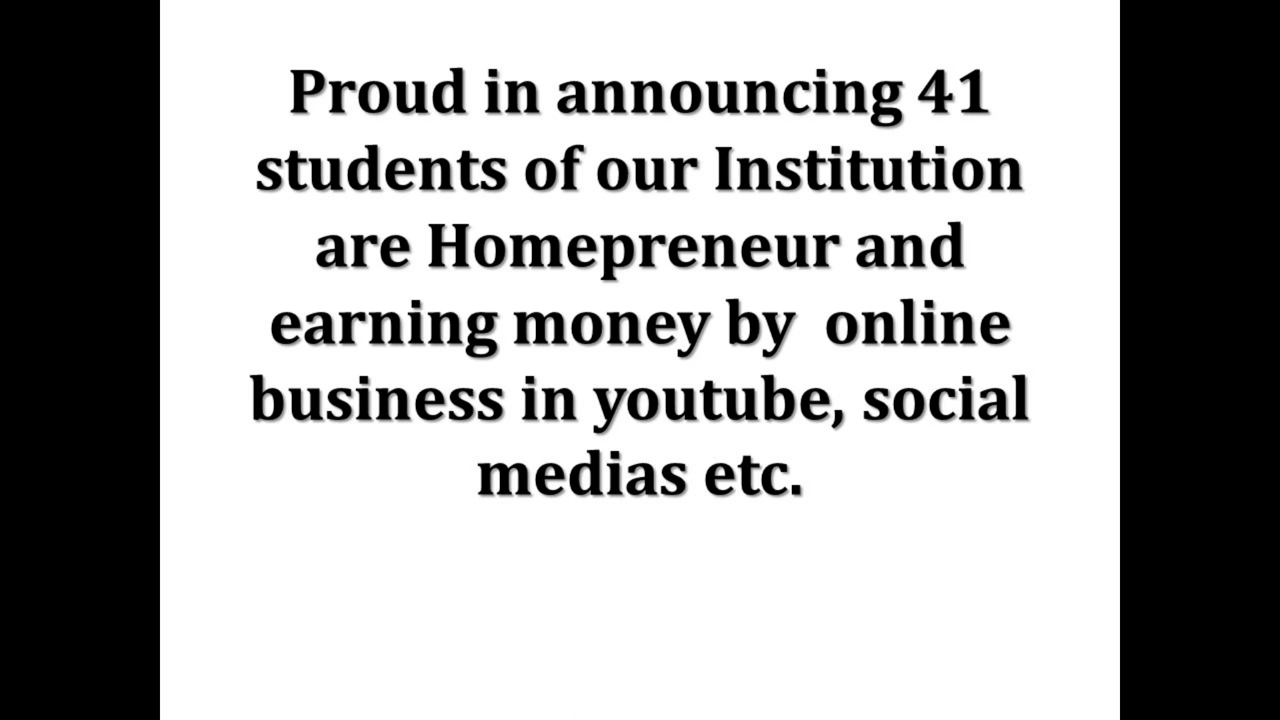 Proud in announcing 41
students of our Institution
are Homepreneur and
earning money by  online
business in youtube, social
medias etc.